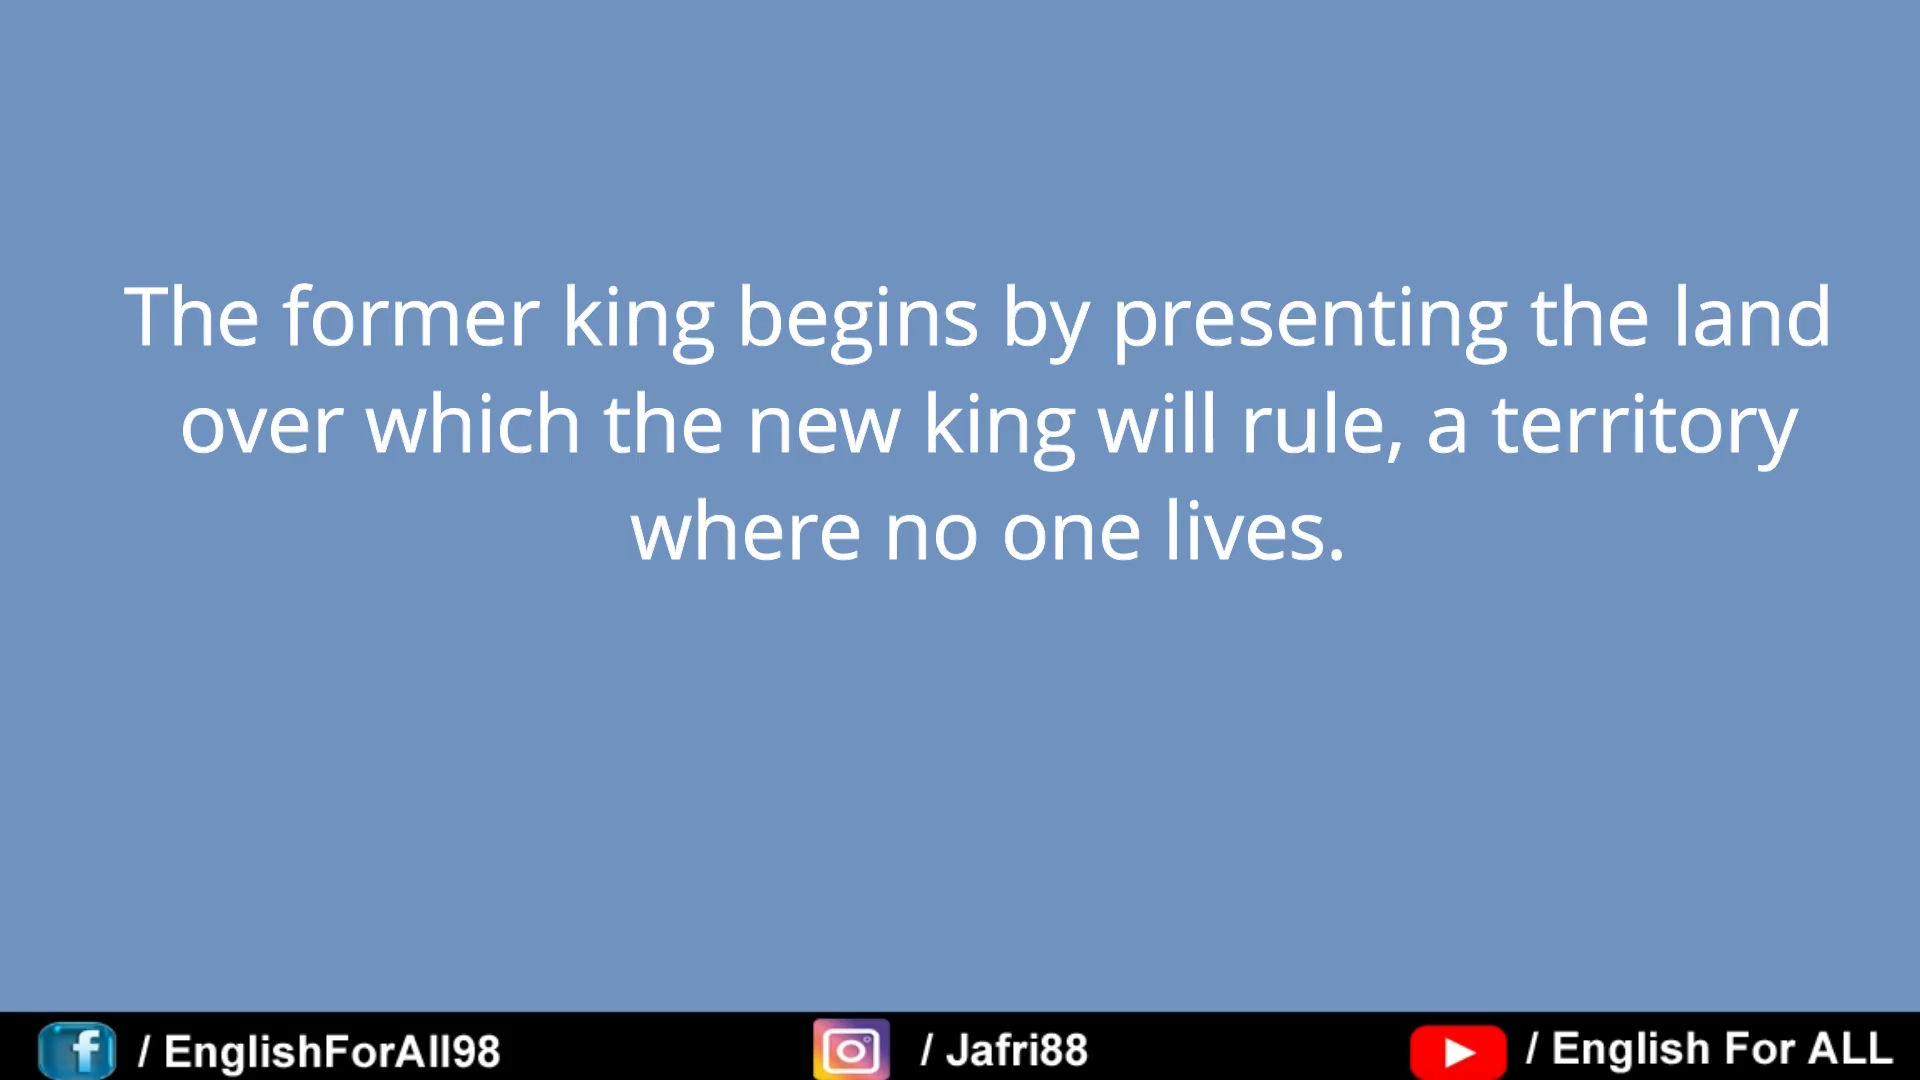 The former king begins by presenting the land
over which the new king will rule, a territory
where no one lives.
/ EnglishForAll98
/ Jafri88
/ English For ALL